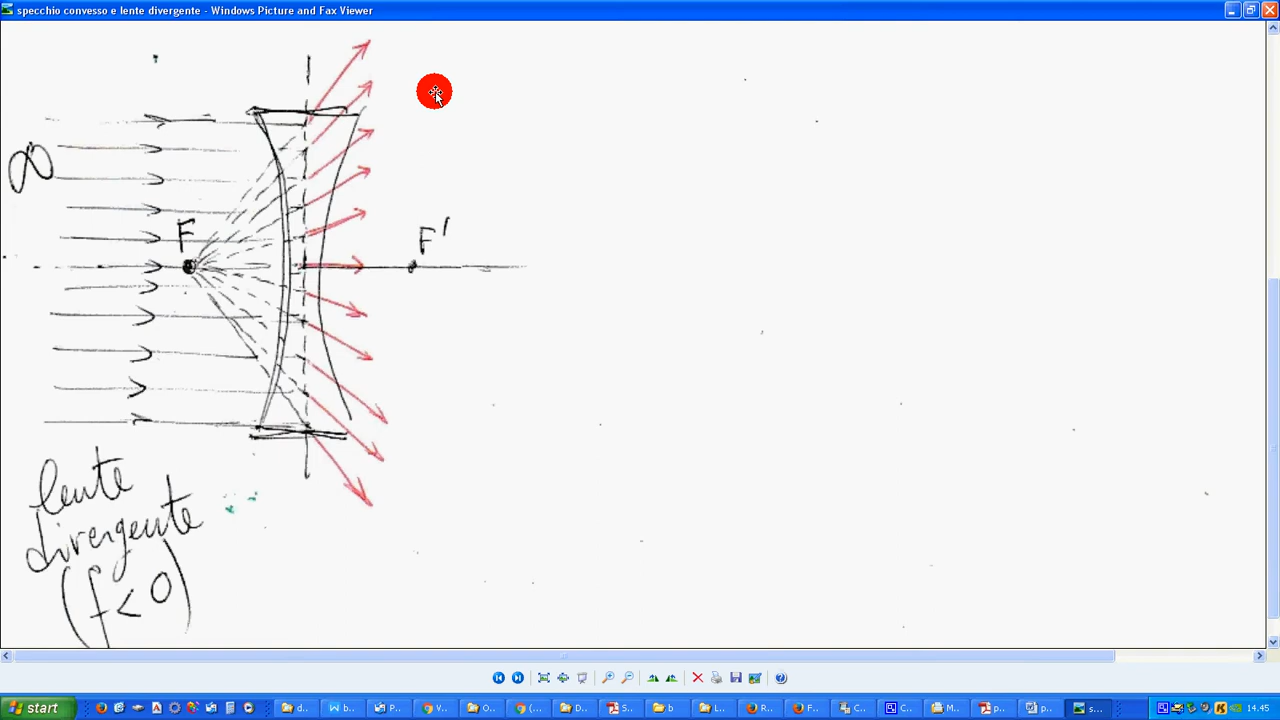 specchio convesso e lente divergente - Windows Picture and Fax Viewer
∞
F
F'
lente
divergente
(f<0)
start
d...
b...
P...
V...
O...
(...
D...
S...
b
L...
R...
F...
C...
C...
M...
p...
p...
s...
14.45